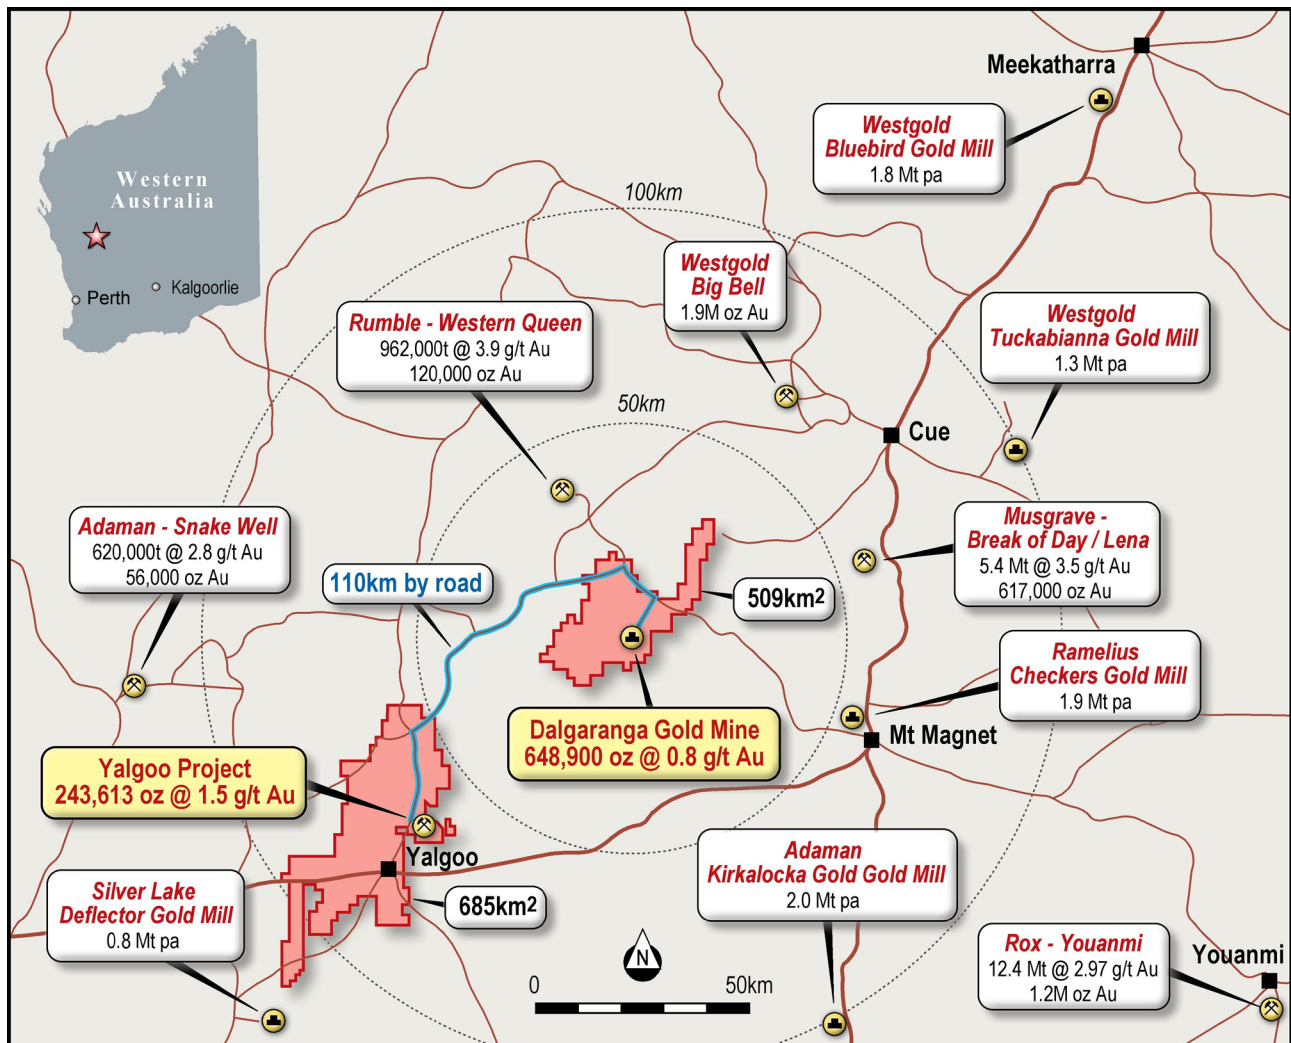 Meekatharra
Westgold
Bluebird Gold Mill
1.8 Mt pa
Western
Australia
Perth
Kalgoorlie
100km
Westgold
Big Bell
1.9M oz Au
Rumble - Western Queen
962,000t @ 3.9 g/t Au
120,000 oz Au
Westgold
Tuckabianna Gold Mill
1.3 Mt pa
50km
Cue
Adaman - Snake Well
620,000t @ 2.8 g/t Au
56,000 oz Au
Musgrave -
Break of Day / Lena
5.4 Mt @ 3.5 g/t Au
617,000 oz Au
110km by road
509km2
Ramelius
Checkers Gold Mill
1.9 Mt pa
Dalgaranga Gold Mine
648,900 oz @ 0.8 g/t Au
Mt Magnet
Yalgoo Project
243,613 oz @ 1.5 g/t Au
Yalgoo
Adaman
Kirkalocka Gold Gold Mill
2.0 Mt pa
Silver Lake
Deflector Gold Mill
0.8 Mt pa
685km2
N
0
50km
Rox - Youanmi
12.4 Mt @ 2.97 g/t Au
1.2M oz Au
Youanmi